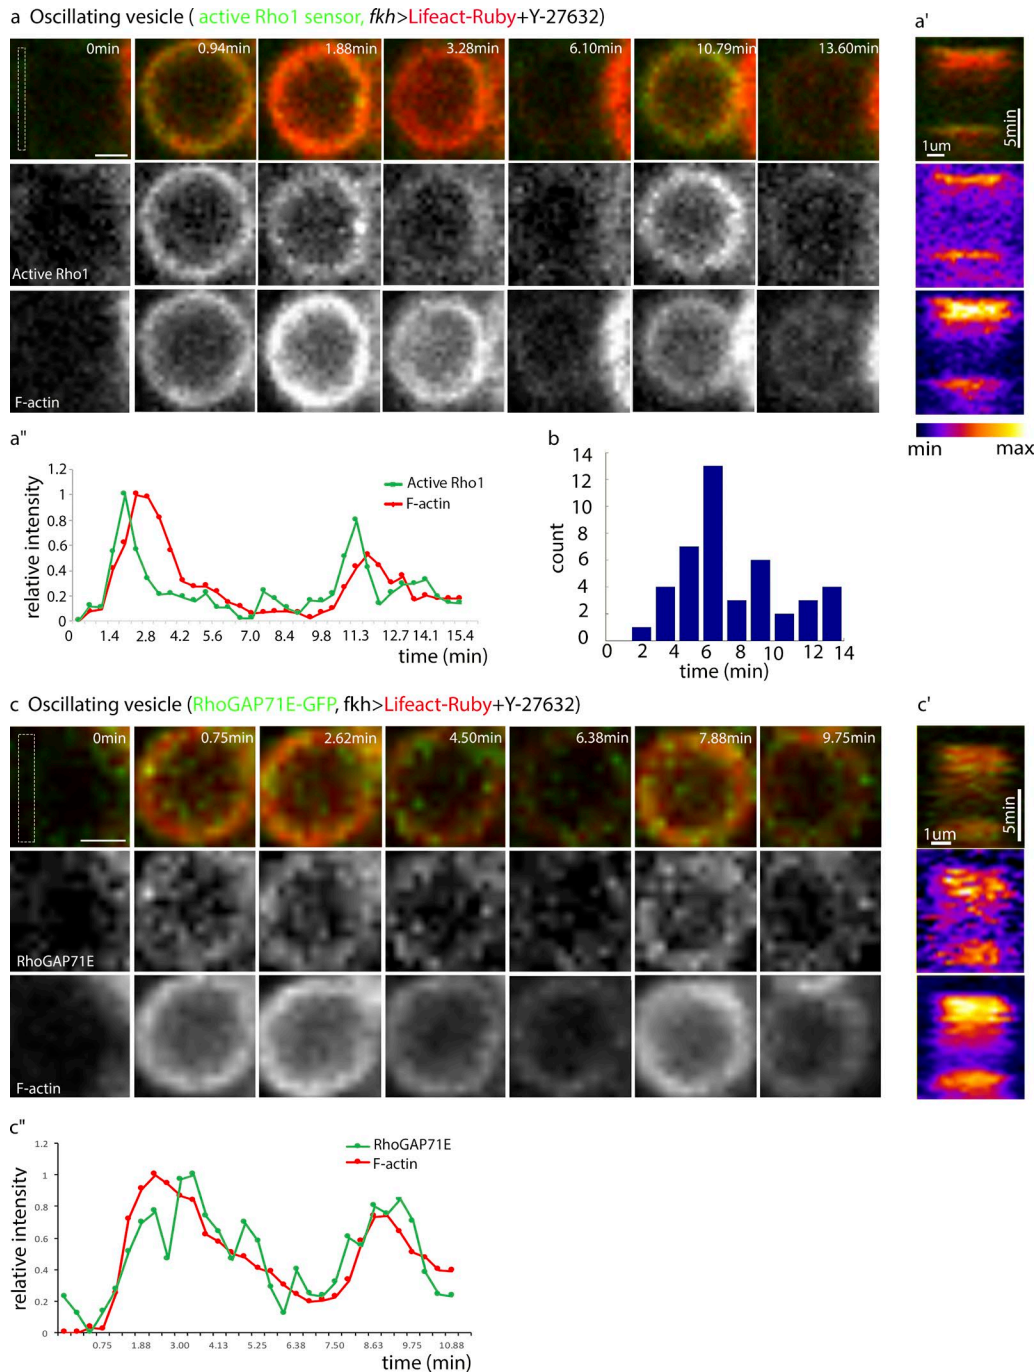 a Oscillating vesicle ( active Rho1 sensor, fkh>Lifeact-Ruby+Y-27632)
a'
0min
0.94min
1.88min
3.28min
6.10min
10.79min
13.60min
1um
5min
Active Rho1
F-actin
min
max
a"
1.2
1
0.8
0.6
0.4
0.2
0
relative intensity
Active Rho1
F-actin
0 1.4 2.8 4.2 5.6 7.0 8.4 9.8 11.3 12.7 14.1 15.4
time (min)
b
14
12
10
8
6
4
2
0
count
0 2 4 6 8 10 12 14
time (min)
c Oscillating vesicle (RhoGAP71E-GFP, fkh>Lifeact-Ruby+Y-27632)
c'
0min
0.75min
2.62min
4.50min
6.38min
7.88min
9.75min
1um
5min
RhoGAP71E
F-actin
c"
1.2
1
0.8
0.6
0.4
0.2
0
relative intensity
RhoGAP71E
F-actin
0.75 1.88 3.00 4.13 5.25 6.38 7.50 8.63 9.75 10.88
time (min)